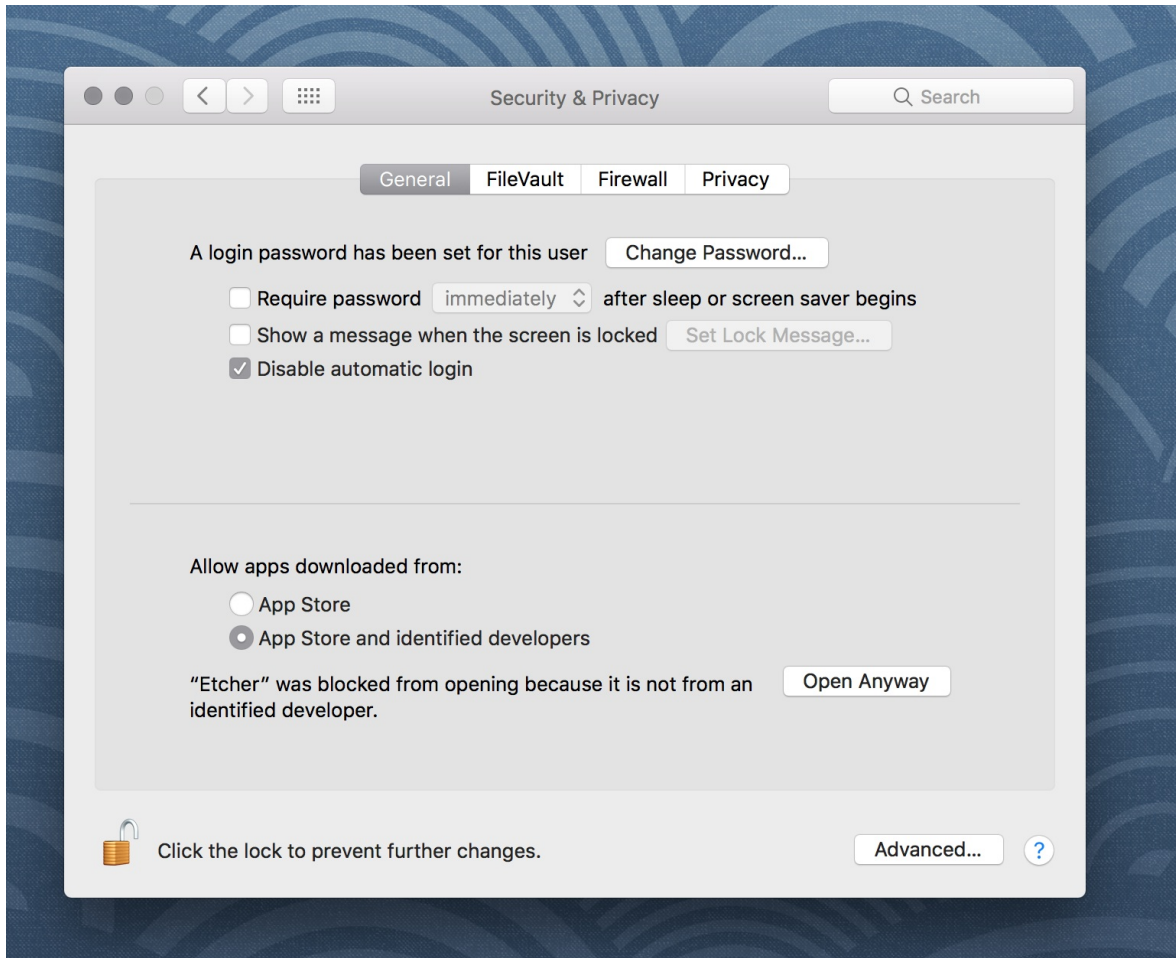 Security & Privacy
Search
General
FileVault
Firewall
Privacy
A login password has been set for this user
Change Password...
Require password
immediately
after sleep or screen saver begins
Show a message when the screen is locked
Set Lock Message...
Disable automatic login
Allow apps downloaded from:
App Store
App Store and identified developers
“Etcher” was blocked from opening because it is not from an
identified developer.
Open Anyway
Click the lock to prevent further changes.
Advanced...
?